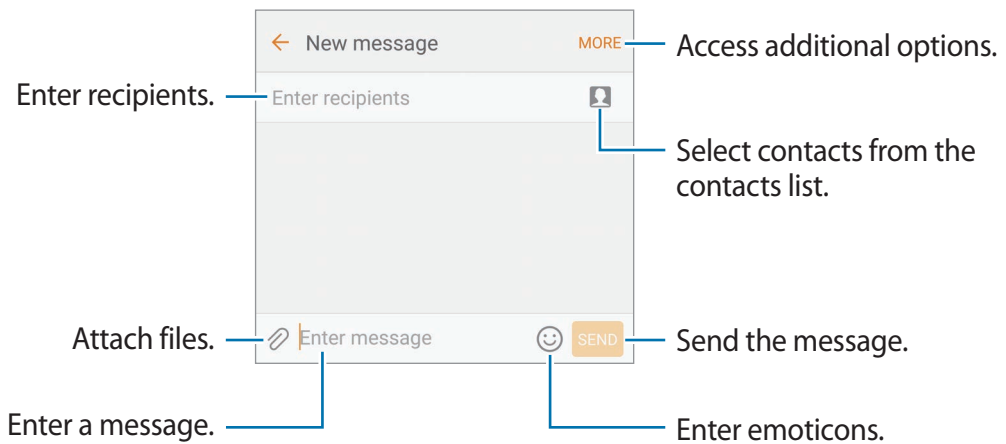 New message
MORE
Access additional options.
Enter recipients.
Enter recipients
Select contacts from the
contacts list.
Attach files.
Enter message
SEND
Send the message.
Enter a message.
Enter emoticons.